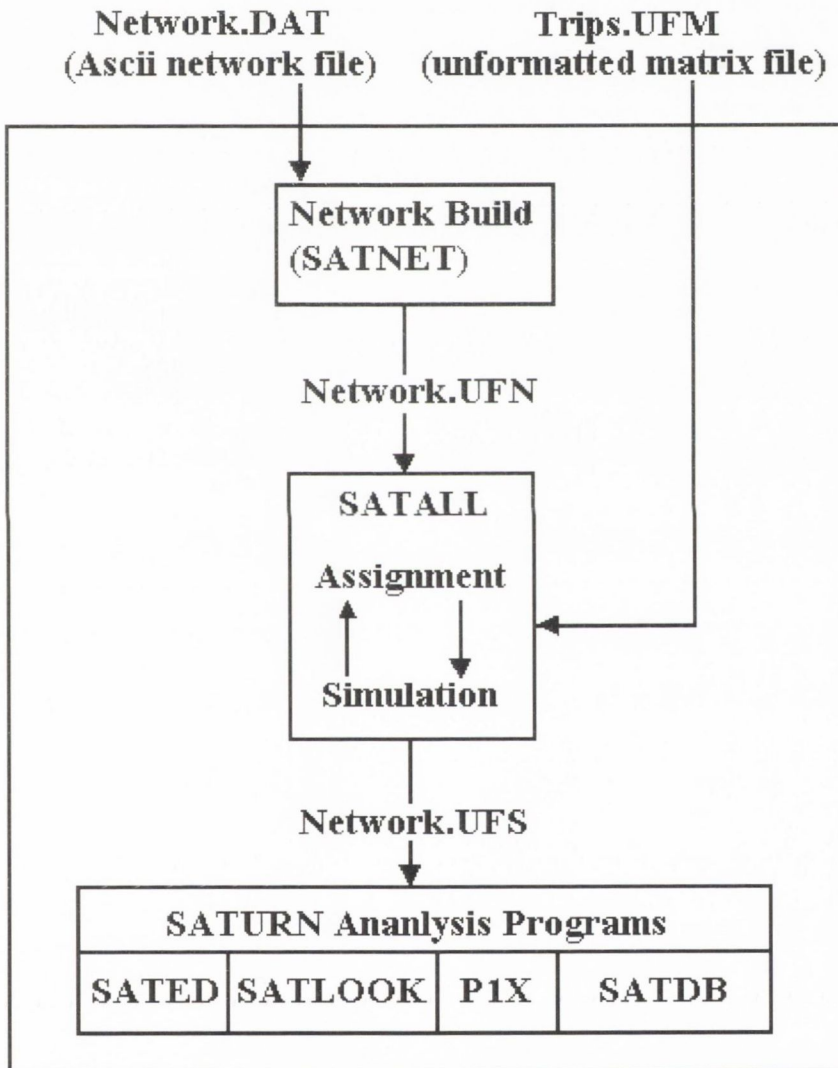 Network.DAT
(Ascii network file)
Trips.UFM
(unformatted matrix file)
Network Build
(SATNET)
Network.UFN
SATALL
Assignment
Simulation
Network.UFS
SATURN Ananlysis Programs
SATED
SATLOOK
P1X
SATDB